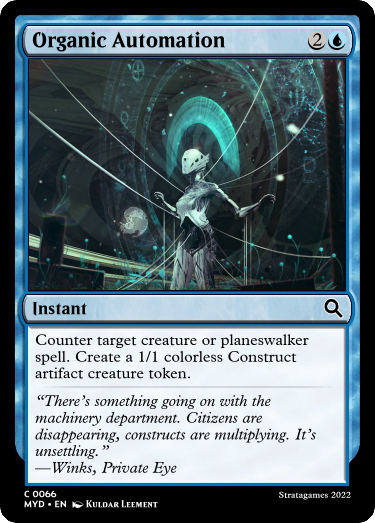 Organic Automation 2
Instant
Counter target creature or planeswalker
spell. Create a 1/1 colorless Construct
artifact creature token.
“There’s something going on with the
machinery department. Citizens are
disappearing, constructs are multiplying. It’s
unsettling.”
—Winks, Private Eye
C 0066
MYD • EN Kuldar Leement
Stratagames 2022